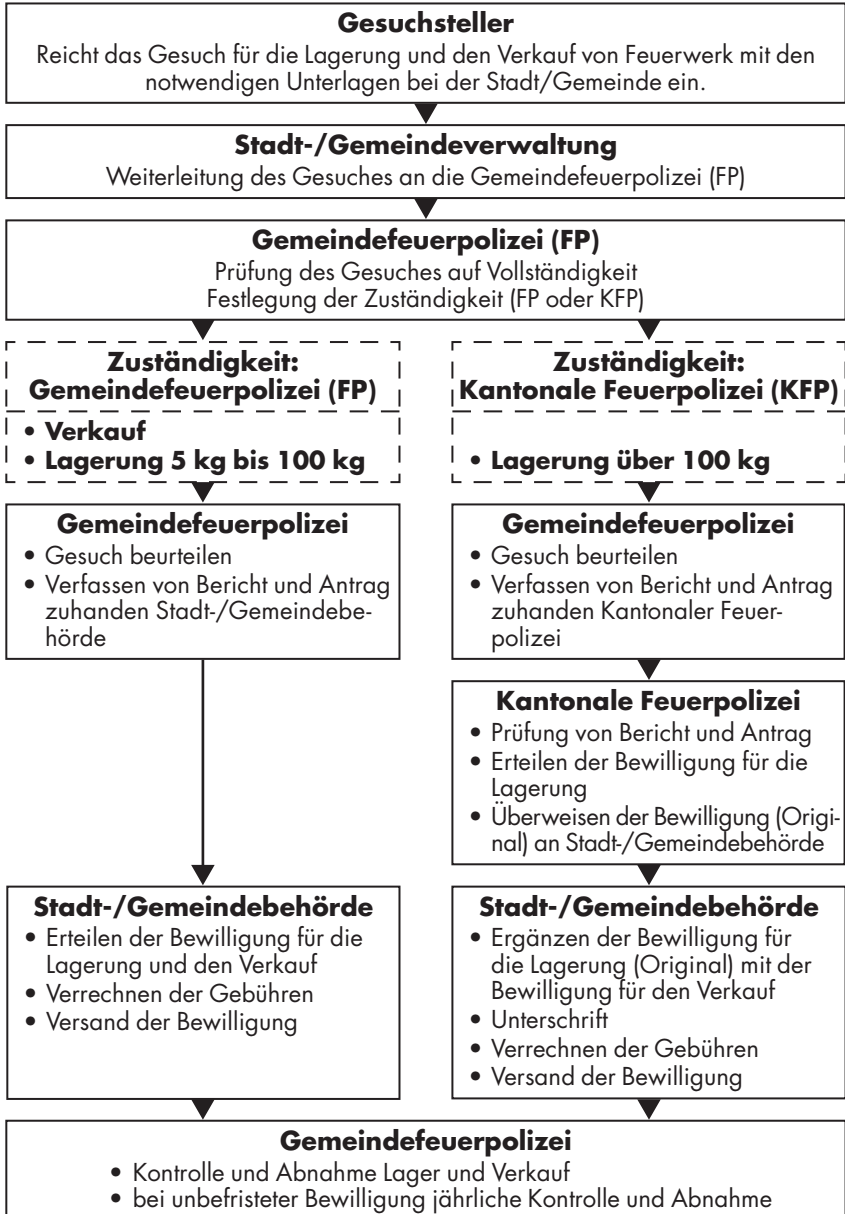 Gesuchsteller
Reicht das Gesuch für die Lagerung und den Verkauf von Feuerwerk mit den
notwendigen Unterlagen bei der Stadt/Gemeinde ein.
Stadt-/Gemeindeverwaltung
Weiterleitung des Gesuches an die Gemeindefeuerpolizei (FP)
Gemeindefeuerpolizei (FP)
Prüfung des Gesuches auf Vollständigkeit
Festlegung der Zuständigkeit (FP oder KFP)
Zuständigkeit:
Gemeindefeuerpolizei (FP)
• Verkauf
• Lagerung 5 kg bis 100 kg
Zuständigkeit:
Kantonale Feuerpolizei (KFP)
• Lagerung über 100 kg
Gemeindefeuerpolizei
• Gesuch beurteilen
• Verfassen von Bericht und Antrag
zuhanden Stadt-/Gemeindebe-
hörde
Gemeindefeuerpolizei
• Gesuch beurteilen
• Verfassen von Bericht und Antrag
zuhanden Kantonaler Feuer-
polizei
Kantonale Feuerpolizei
• Prüfung von Bericht und Antrag
• Erteilen der Bewilligung für die
Lagerung
• Überweisen der Bewilligung (Origi-
nal) an Stadt-/Gemeindebehörde
Stadt-/Gemeindebehörde
• Erteilen der Bewilligung für die
Lagerung und den Verkauf
• Verrechnen der Gebühren
• Versand der Bewilligung
Stadt-/Gemeindebehörde
• Ergänzen der Bewilligung für
die Lagerung (Original) mit der
Bewilligung für den Verkauf
• Unterschrift
• Verrechnen der Gebühren
• Versand der Bewilligung
Gemeindefeuerpolizei
• Kontrolle und Abnahme Lager und Verkauf
• bei unbefristeter Bewilligung jährliche Kontrolle und Abnahme